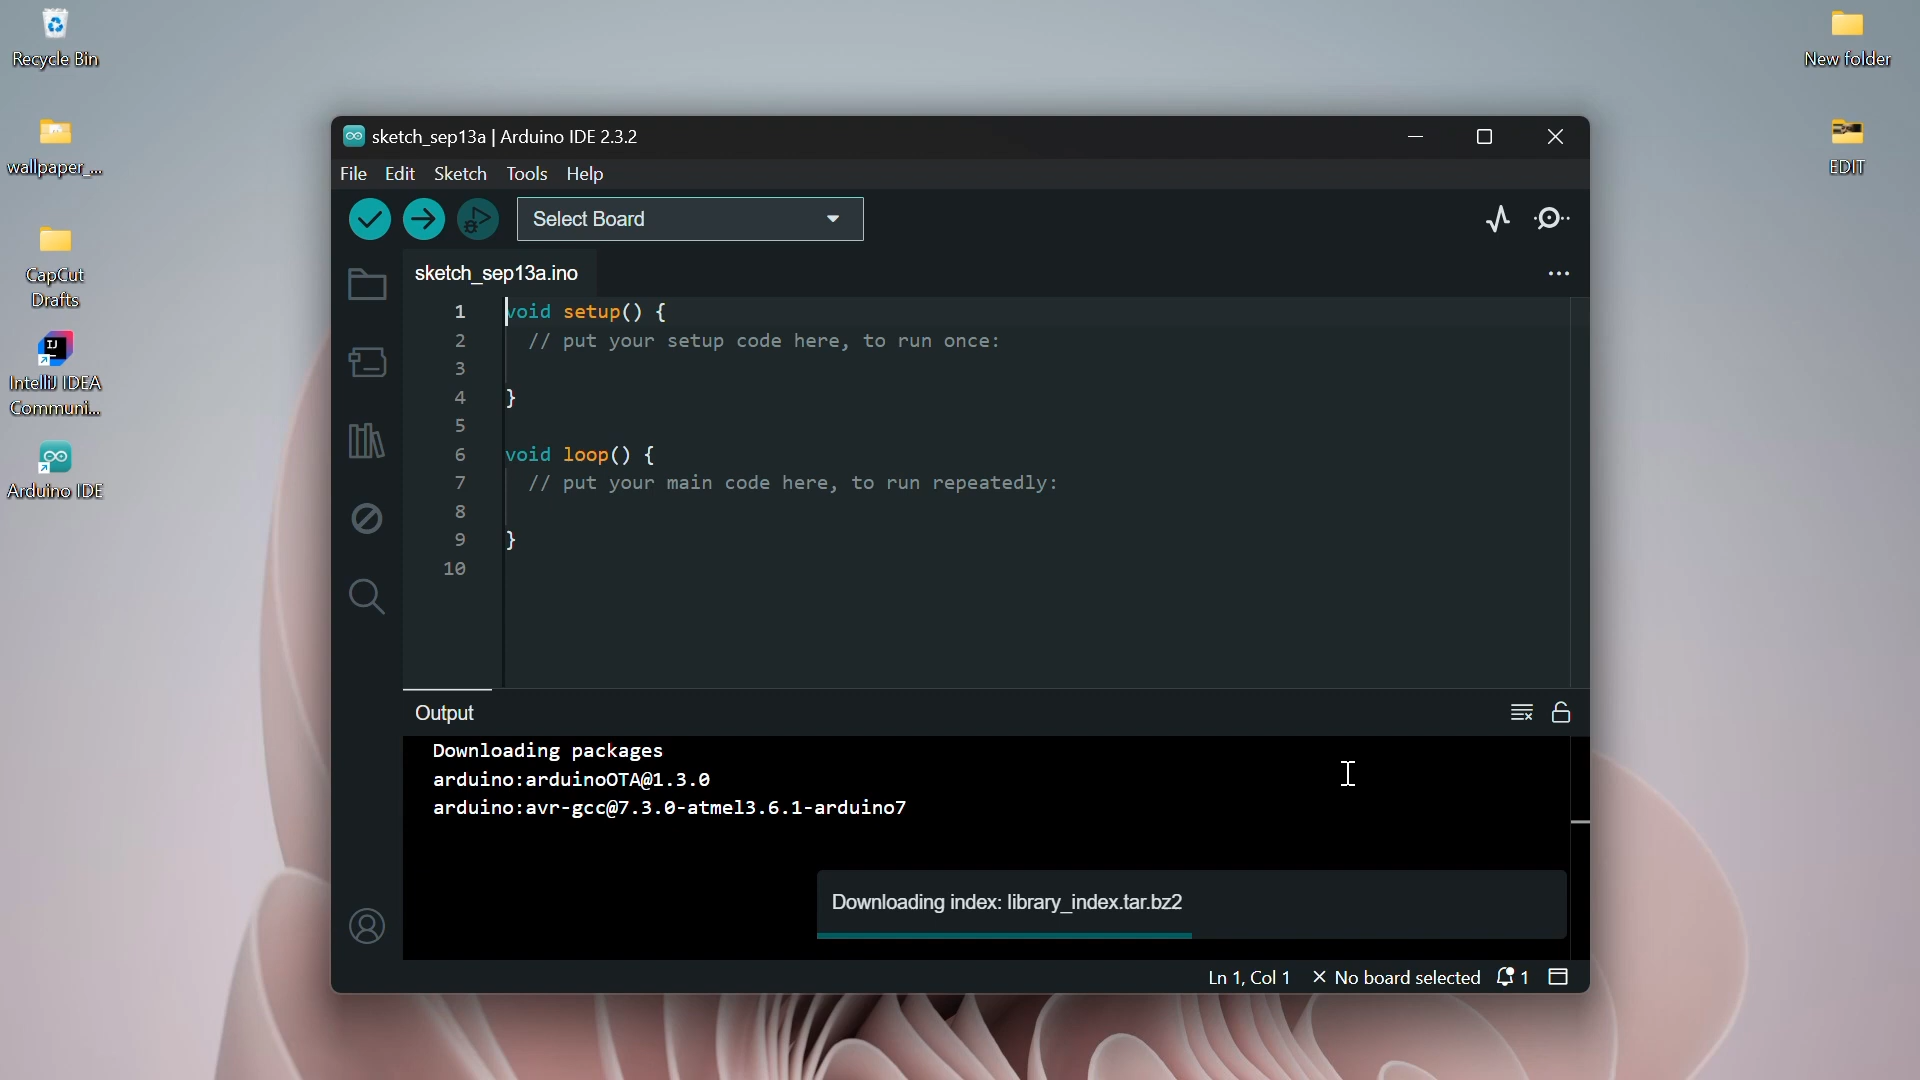 Recycle Bin
wallpaper_...
CapCut
Drafts
IntelliJ IDEA
Communi...
Arduino IDE
New folder
EDIT
sketch_sep13a | Arduino IDE 2.3.2
File Edit Sketch Tools Help
Select Board
sketch_sep13a.ino
1 void setup() {
2 // put your setup code here, to run once:
3
4 }
5
6 void loop() {
7 // put your main code here, to run repeatedly:
8
9 }
10
Output
Downloading packages
arduino:arduinoOTA@1.3.0
arduino:avr-gcc@7.3.0-atmel3.6.1-arduino7
Downloading index: library_index.tar.bz2
Ln 1, Col 1 × No board selected 1